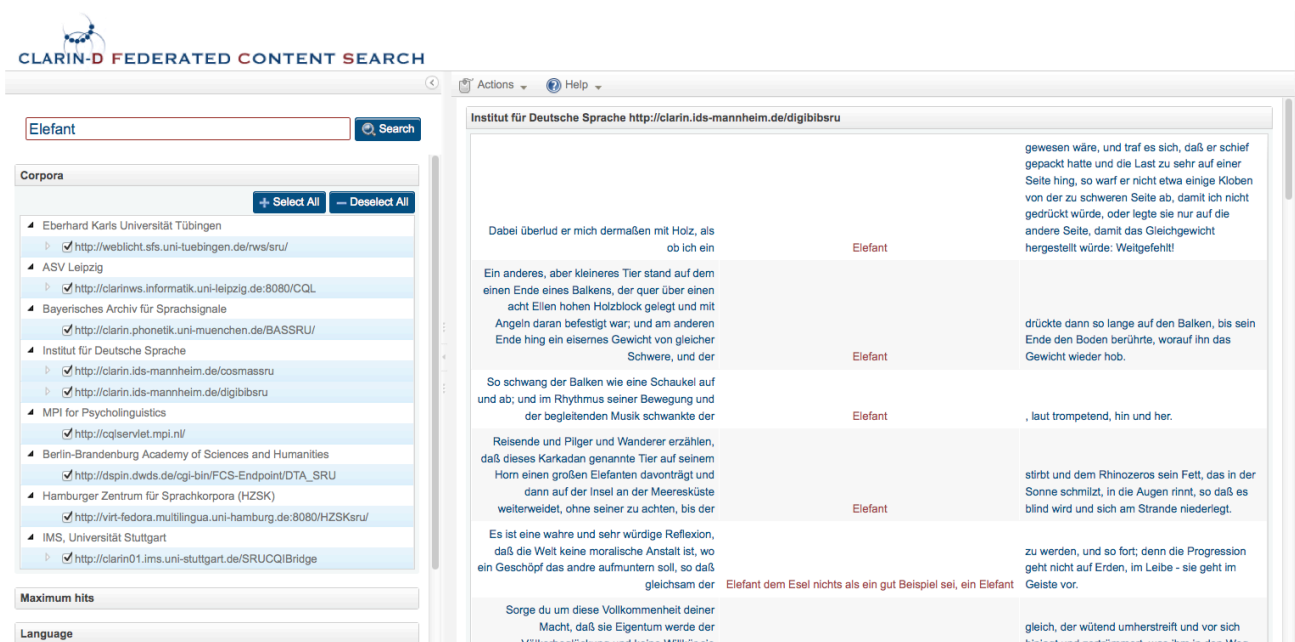 CLARIN-D FEDERATED CONTENT SEARCH
Elefant
Search
Corpora
Select All
Deselect All
Eberhard Karls Universität Tübingen
http://weblicht.sfs.uni-tuebingen.de/rws/sru/
ASV Leipzig
http://clarinws.informatik.uni-leipzig.de:8080/CQL
Bayerisches Archiv für Sprachsignale
http://clarin.phonetik.uni-muenchen.de/BASSRU/
Institut für Deutsche Sprache
http://clarin.ids-mannheim.de/cosmassru
http://clarin.ids-mannheim.de/digibibsru
MPI for Psycholinguistics
http://cqlservlet.mpi.nl/
Berlin-Brandenburg Academy of Sciences and Humanities
http://dspin.dwds.de/cgi-bin/FCS-Endpoint/DTA_SRU
Hamburger Zentrum für Sprachkorpora (HZSK)
http://virt-fedora.multilingua.uni-hamburg.de:8080/HZSKsru/
IMS, Universität Stuttgart
http://clarin01.ims.uni-stuttgart.de/SRUCQIBridge
Maximum hits
Language
Actions
Help
Institut für Deutsche Sprache http://clarin.ids-mannheim.de/digibibsru
Dabei überlud er mich dermaßen mit Holz, als
ob ich ein
Elefant
gewesen wäre, und traf es sich, daß er schief
gepackt hatte und die Last zu sehr auf einer
Seite hing, so warf er nicht etwa einige Kloben
von der zu schweren Seite ab, damit ich nicht
gedrückt würde, oder legte sie nur auf die
andere Seite, damit das Gleichgewicht
hergestellt würde: Weitgefehlt!
Ein anderes, aber kleineres Tier stand auf dem
einen Ende eines Balkens, der quer über einen
acht Ellen hohen Holzblock gelegt und mit
Angeln daran befestigt war; und am anderen
Ende hing ein eisernes Gewicht von gleicher
Schwere, und der
Elefant
drückte dann so lange auf den Balken, bis sein
Ende den Boden berührte, worauf ihn das
Gewicht wieder hob.
So schwang der Balken wie eine Schaukel auf
und ab; und im Rhythmus seiner Bewegung und
der begleitenden Musik schwankte der
Elefant
, laut trompetend, hin und her.
Reisende und Pilger und Wanderer erzählen,
daß dieses Karkadan genannte Tier auf seinem
Horn einen großen Elefanten davonträgt und
dann auf der Insel an der Meeresküste
weiterweidet, ohne seiner zu achten, bis der
Elefant
stirbt und dem Rhinozeros sein Fett, das in der
Sonne schmilzt, in die Augen rinnt, so daß es
blind wird und sich am Strande niederlegt.
Es ist eine wahre und sehr würdige Reflexion,
daß die Welt keine moralische Anstalt ist, wo
ein Geschöpf das andre aufmuntern soll, so daß
gleichsam der
Elefant dem Esel nichts als ein gut Beispiel sei, ein Elefant
zu werden, und so fort; denn die Progression
geht nicht auf Erden, im Leibe - sie geht im
Geiste vor.
Sorge du um diese Vollkommenheit deiner
Macht, daß sie Eigentum werde der
gleich, der wütend umherstreift und vor sich